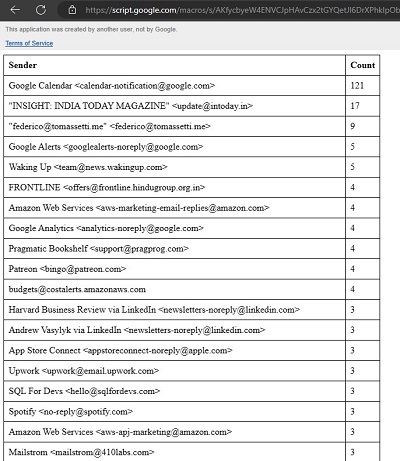 https://script.google.com/macros/s/AKfycbyeW4ENVCJpHAvCzx2tGYQetJl6DrXPhklpOb
This application was created by another user, not by Google.
Terms of Service
Sender Count
Google Calendar <calendar-notification@google.com> 121
"INSIGHT: INDIA TODAY MAGAZINE" <update@intoday.in> 17
"federico@tomassetti.me" <federico@tomassetti.me> 9
Google Alerts <googlealerts-noreply@google.com> 5
Waking Up <team@news.wakingup.com> 5
FRONTLINE <offers@frontline.hindugroup.org.in> 4
Amazon Web Services <aws-marketing-email-replies@amazon.com> 4
Google Analytics <analytics-noreply@google.com> 4
Pragmatic Bookshelf <support@pragprog.com> 4
Patreon <bingo@patreon.com> 4
budgets@costalerts.amazonaws.com 4
Harvard Business Review via LinkedIn <newsletters-noreply@linkedin.com> 3
Andrew Vasylyk via LinkedIn <newsletters-noreply@linkedin.com> 3
App Store Connect <appstoreconnect-noreply@apple.com> 3
Upwork <upwork@email.upwork.com> 3
SQL For Devs <hello@sqlfordevs.com> 3
Spotify <no-reply@spotify.com> 3
Amazon Web Services <aws-apj-marketing@amazon.com> 3
Mailstrom <mailstrom@410labs.com> 3